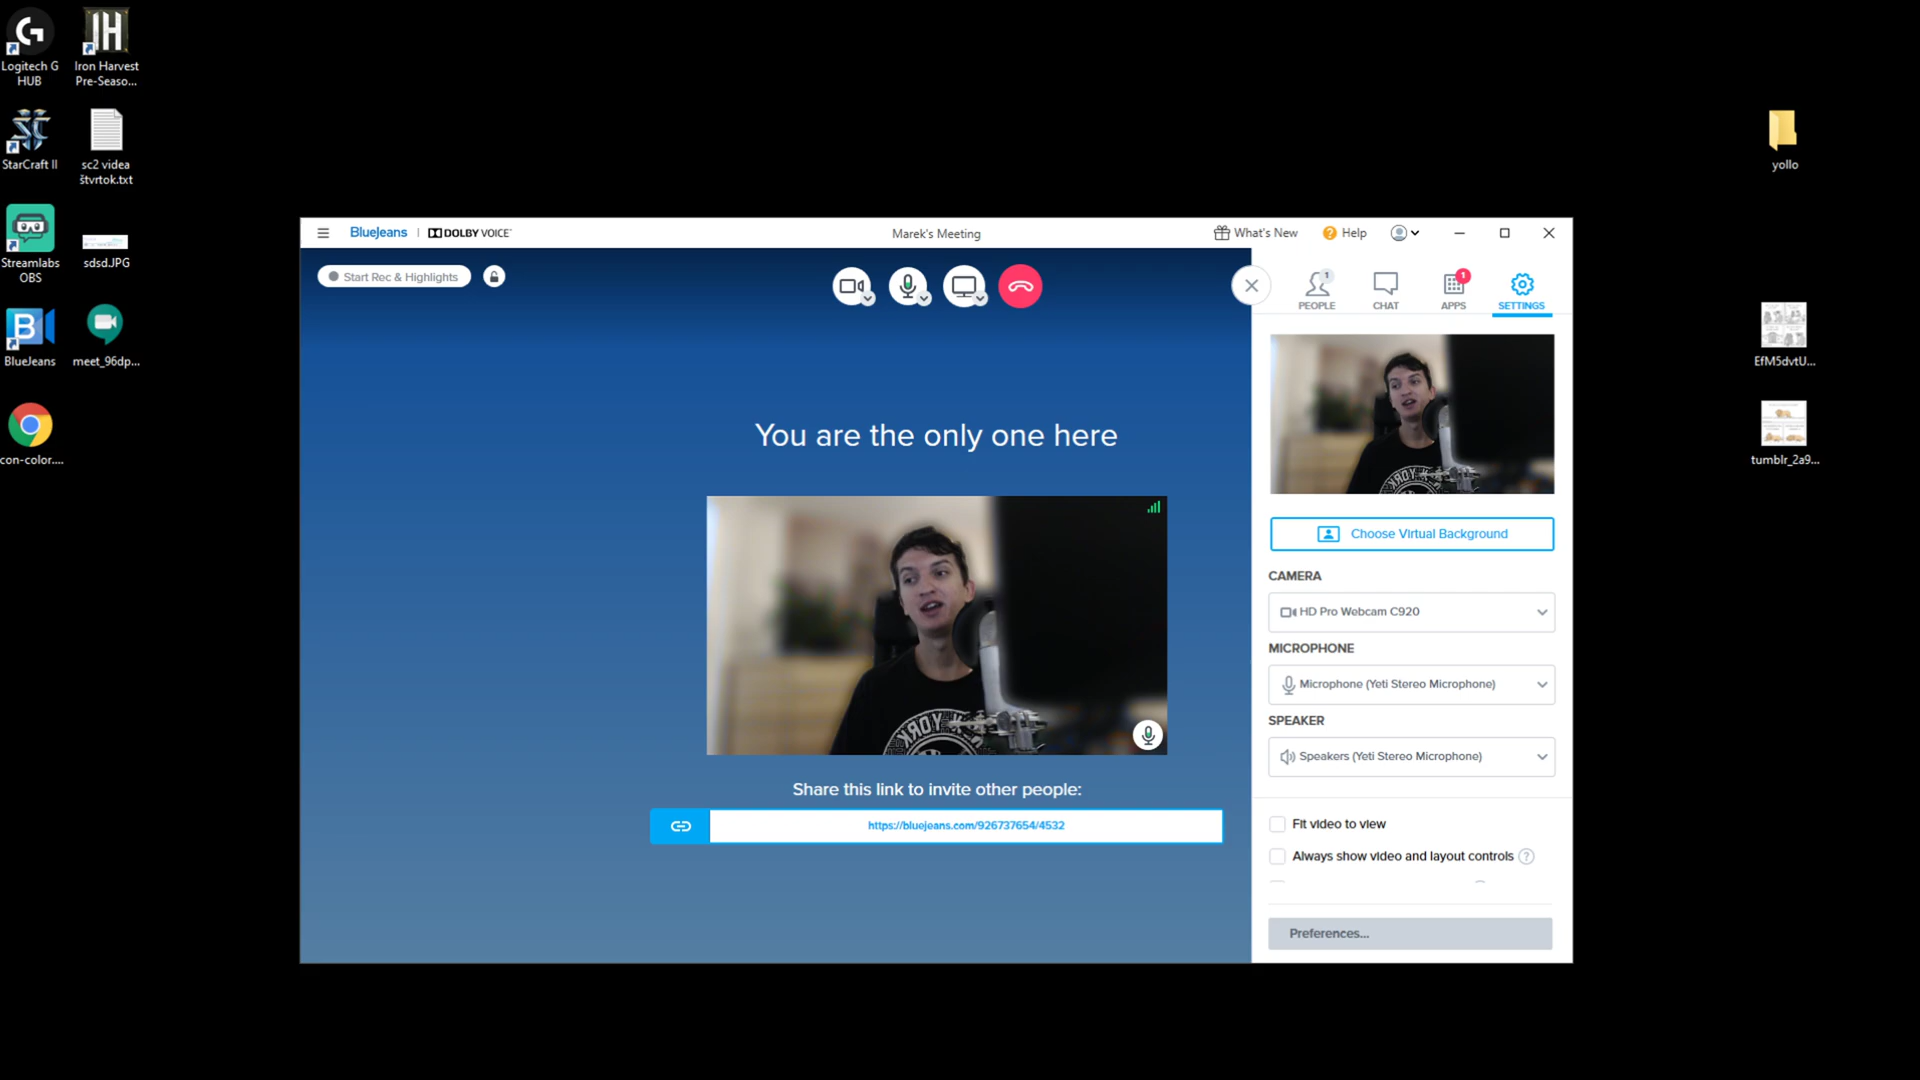 Logitech G
HUB
Iron Harvest
Pre-Seaso...
StarCraft II
sc2 videa
štvrtok.txt
Streamlabs
OBS
sdsd.JPG
BlueJeans
meet_96dp...
con-color....
yollo
EfM5dvtU...
tumblr_2a9...
BlueJeans | DOLBY VOICE
Marek's Meeting
What's New
Help
Start Rec & Highlights
1
PEOPLE
CHAT
1
APPS
SETTINGS
You are the only one here
YORK
Share this link to invite other people:
https://bluejeans.com/926737654/4532
YORK
Choose Virtual Background
CAMERA
HD Pro Webcam C920
MICROPHONE
Microphone (Yeti Stereo Microphone)
SPEAKER
Speakers (Yeti Stereo Microphone)
Fit video to view
Always show video and layout controls ?
Preferences...